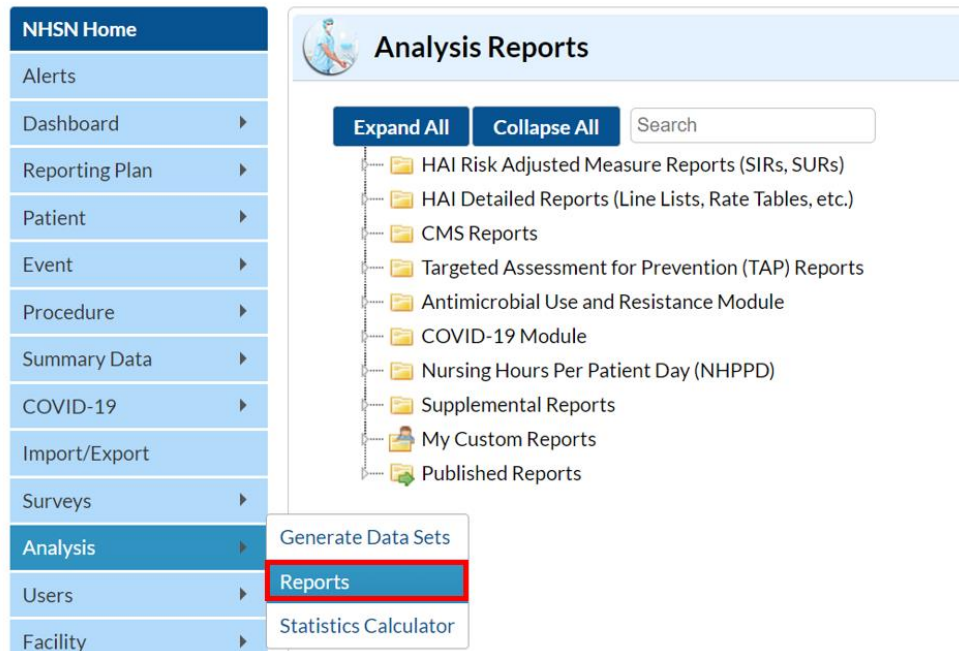 NHSN Home
Alerts
Dashboard
Reporting Plan
Patient
Event
Procedure
Summary Data
COVID-19
Import/Export
Surveys
Analysis
Users
Facility
Generate Data Sets
Reports
Statistics Calculator
Analysis Reports
Expand All
Collapse All
Search
HAI Risk Adjusted Measure Reports (SIRs, SURs)
HAI Detailed Reports (Line Lists, Rate Tables, etc.)
CMS Reports
Targeted Assessment for Prevention (TAP) Reports
Antimicrobial Use and Resistance Module
COVID-19 Module
Nursing Hours Per Patient Day (NHPPD)
Supplemental Reports
My Custom Reports
Published Reports